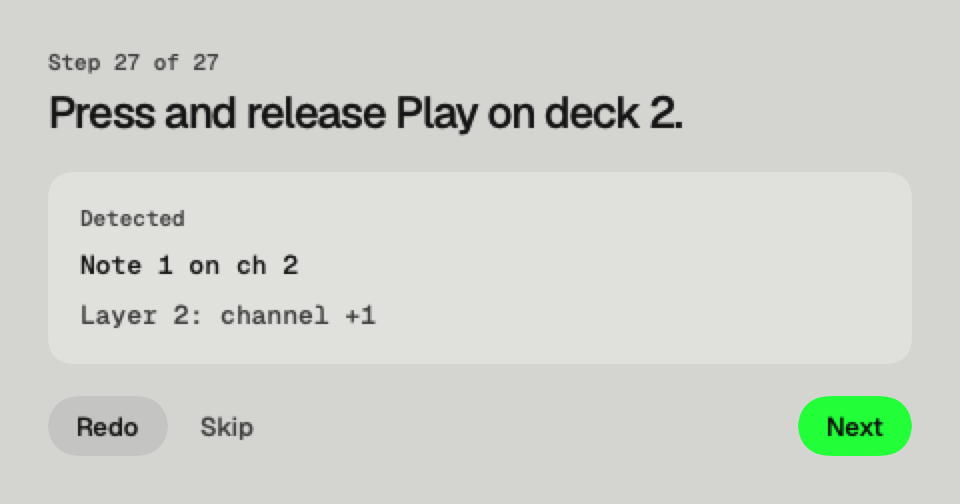 Step 27 of 27
Press and release Play on deck 2.
Detected
Note 1 on ch 2
Layer 2: channel +1
Redo
Skip
Next